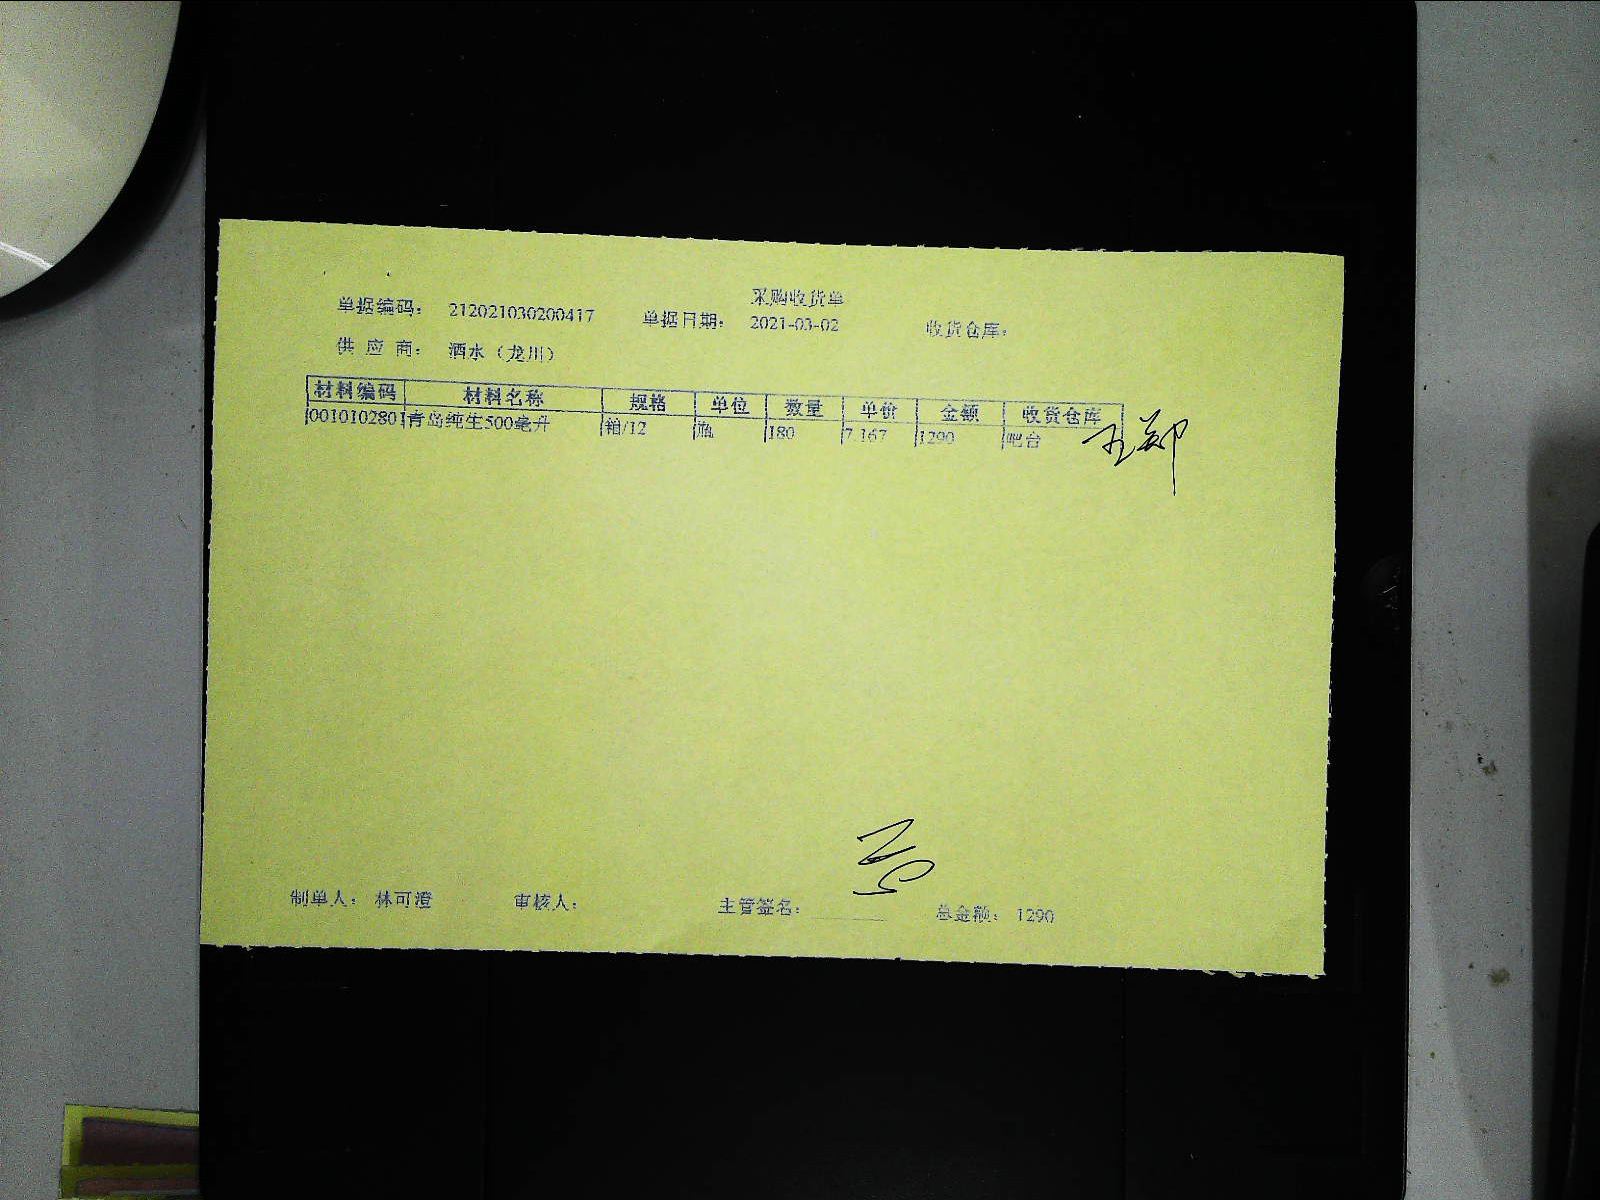 采购收货单
单据编码： 212021030200417 单据日期： 2021-03-02 收货仓库：
供 应 商： 酒水（龙川）
材料编码 材料名称 规格 单位 数量 单价 金额 收货仓库
0010102801 青岛纯生500毫升 箱/12 瓶 180 7.167 1290 吧台
制单人： 林可澄 审核人： 主管签名： 总金额： 1290